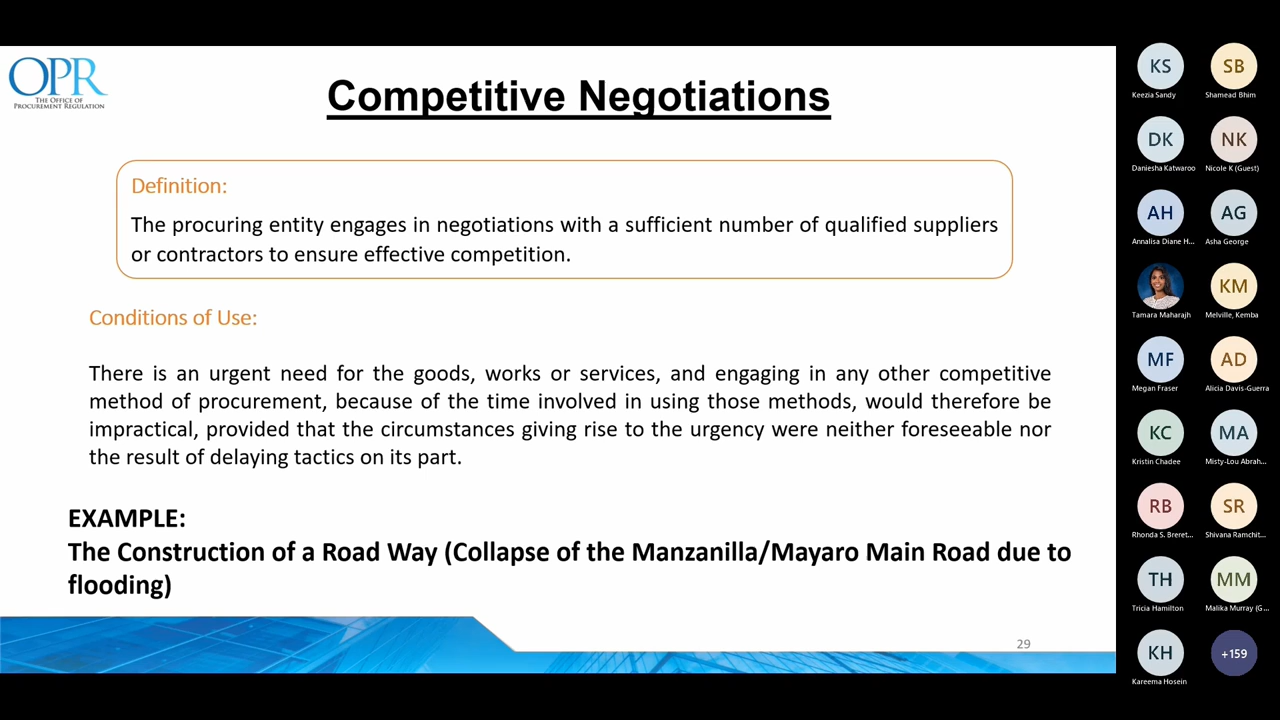 OPR
THE OFFICE OF
PROCUREMENT REGULATION
Competitive Negotiations
Definition:
The procuring entity engages in negotiations with a sufficient number of qualified suppliers
or contractors to ensure effective competition.
Conditions of Use:
There is an urgent need for the goods, works or services, and engaging in any other competitive
method of procurement, because of the time involved in using those methods, would therefore be
impractical, provided that the circumstances giving rise to the urgency were neither foreseeable nor
the result of delaying tactics on its part.
EXAMPLE:
The Construction of a Road Way (Collapse of the Manzanilla/Mayaro Main Road due to
flooding)
29
KS
Keezia Sandy
SB
Shamead Bhim
DK
Daniesha Katwaroo
NK
Nicole K (Guest)
AH
Annalisa Diane H...
AG
Asha George
Tamara Maharajh
KM
Melville, Kemba
MF
Megan Fraser
AD
Alicia Davis-Guerra
KC
Kristin Chadee
MA
Misty-Lou Abrah...
RB
Rhonda S. Breret...
SR
Shivana Ramchit...
TH
Tricia Hamilton
MM
Malika Murray (G...
KH
Kareema Hosein
+159